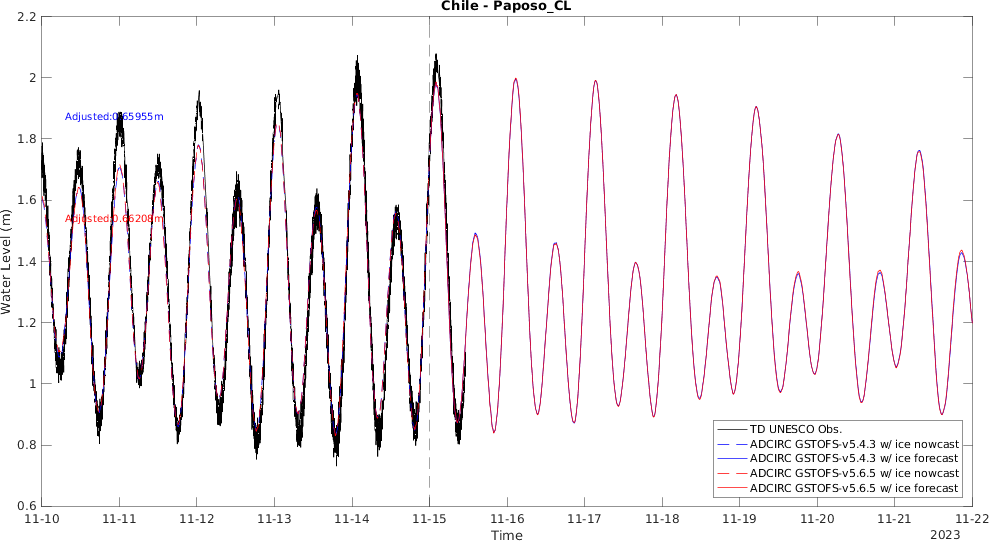 Chile - Paposo_CL
2.2
2
1.8
1.6
1.4
1.2
1
0.8
0.6
Water Level (m)
Adjusted:0.65955m
Adjusted:0.66208m
TD UNESCO Obs.
ADCIRC GSTOFS-v5.4.3 w/ ice nowcast
ADCIRC GSTOFS-v5.4.3 w/ ice forecast
ADCIRC GSTOFS-v5.6.5 w/ ice nowcast
ADCIRC GSTOFS-v5.6.5 w/ ice forecast
11-10 11-11 11-12 11-13 11-14 11-15 11-16 11-17 11-18 11-19 11-20 11-21 11-22
Time
2023